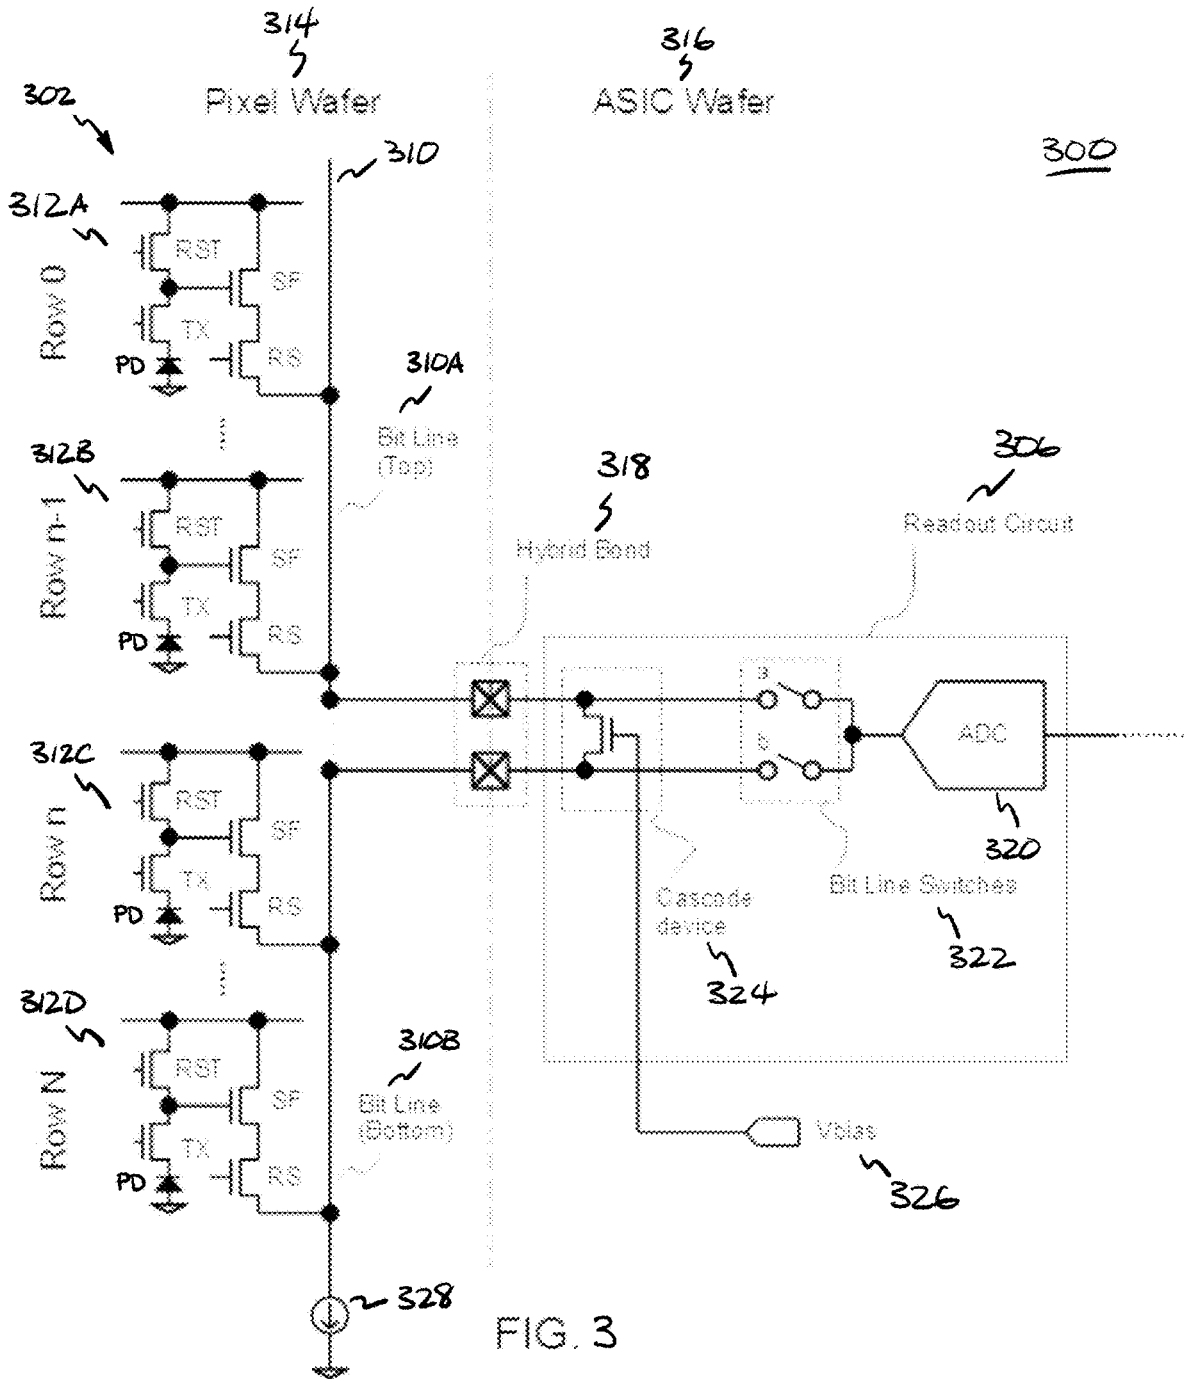 314
Pixel Wafer
316
ASIC Wafer
300
302
310
312A
Row 0
RST
SF
TX
RS
PD
310A
Bit Line
(Top)
312B
Row n-1
RST
SF
TX
RS
PD
318
Hybrid Bond
306
Readout Circuit
a
b
ADC
320
312C
Row n
RST
SF
TX
RS
PD
Cascode
device
324
Bit Line Switches
322
312D
Row N
RST
SF
TX
RS
PD
310B
Bit Line
(Bottom)
Vbias
326
328
FIG. 3